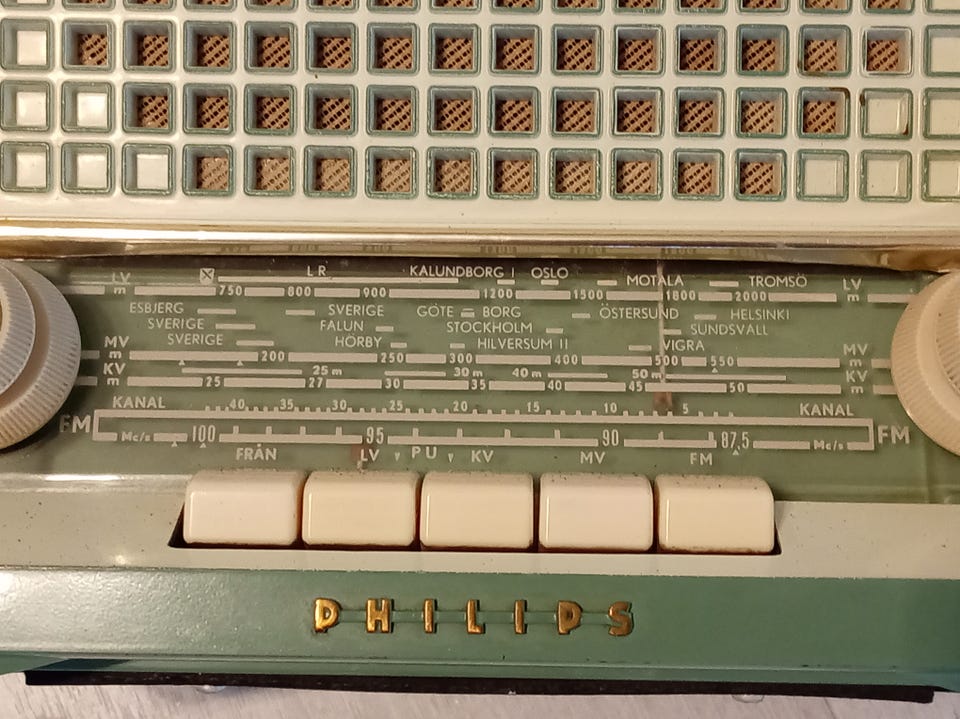 LV L R KALUNDBORG I OSLO MOTALA TROMSÖ LV
m 750 800 900 1200 1500 1800 2000 m
ESBJERG SVERIGE GÖTE BORG ÖSTERSUND HELSINKI
SVERIGE FALUN STOCKHOLM SUNDSVALL
SVERIGE HÖRBY HILVERSUM II VIGRA
MV MV
m 200 250 300 400 500 550 m
KV 25 m 30 m 40 m 50 m KV
m 25 27 30 35 40 45 50 m
KANAL 40 35 30 25 20 15 10 5 KANAL
FM Mc/s 100 95 90 87,5 Mc/s FM
FRÅN LV PU KV MV FM
PHILIPS